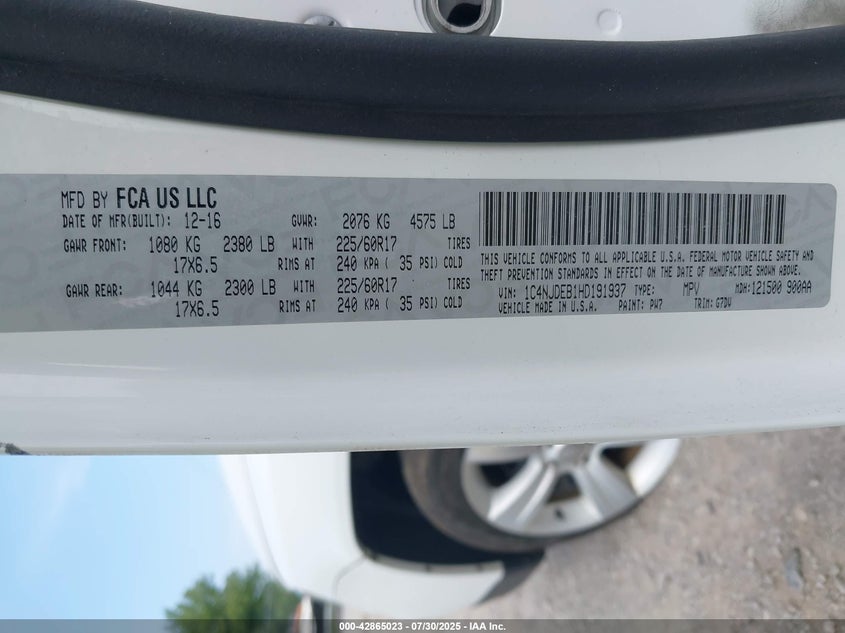 MFD BY FCA US LLC
DATE OF MFR(BUILT): 12-16 GVWR: 2076 KG 4575 LB
GAWR FRONT: 1080 KG 2380 LB WITH 225/60R17 TIRES
17X6.5 RIMS AT 240 KPA ( 35 PSI) COLD
GAWR REAR: 1044 KG 2300 LB WITH 225/60R17 TIRES
17X6.5 RIMS AT 240 KPA ( 35 PSI) COLD
THIS VEHICLE CONFORMS TO ALL APPLICABLE U.S.A. FEDERAL MOTOR VEHICLE SAFETY AND
THEFT PREVENTION STANDARDS IN EFFECT ON THE DATE OF MANUFACTURE SHOWN ABOVE.
VIN: 1C4NJDEB1HD191937 TYPE: MPV MDH: 121500 900AA
VEHICLE MADE IN U.S.A. PAINT: PW7 TRIM: G7DV
000-42865023 | 07/30/2025 | IAA Inc.